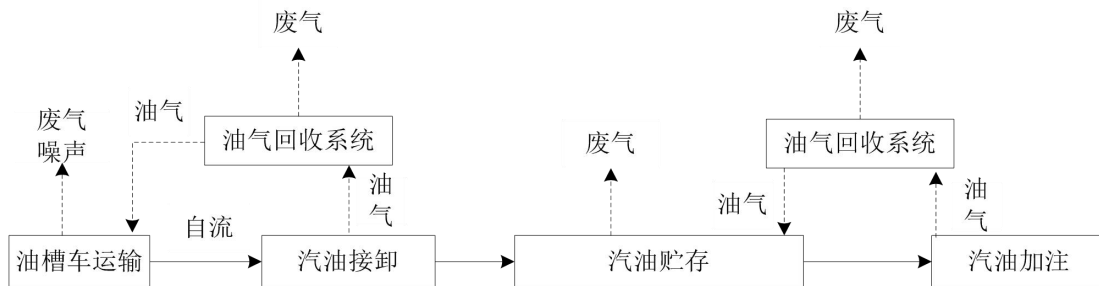 废气
废气
油气
废气
噪声
油气回收系统
废气
油气回收系统
油
气
油气
油
气
自流
油槽车运输
汽油接卸
汽油贮存
汽油加注